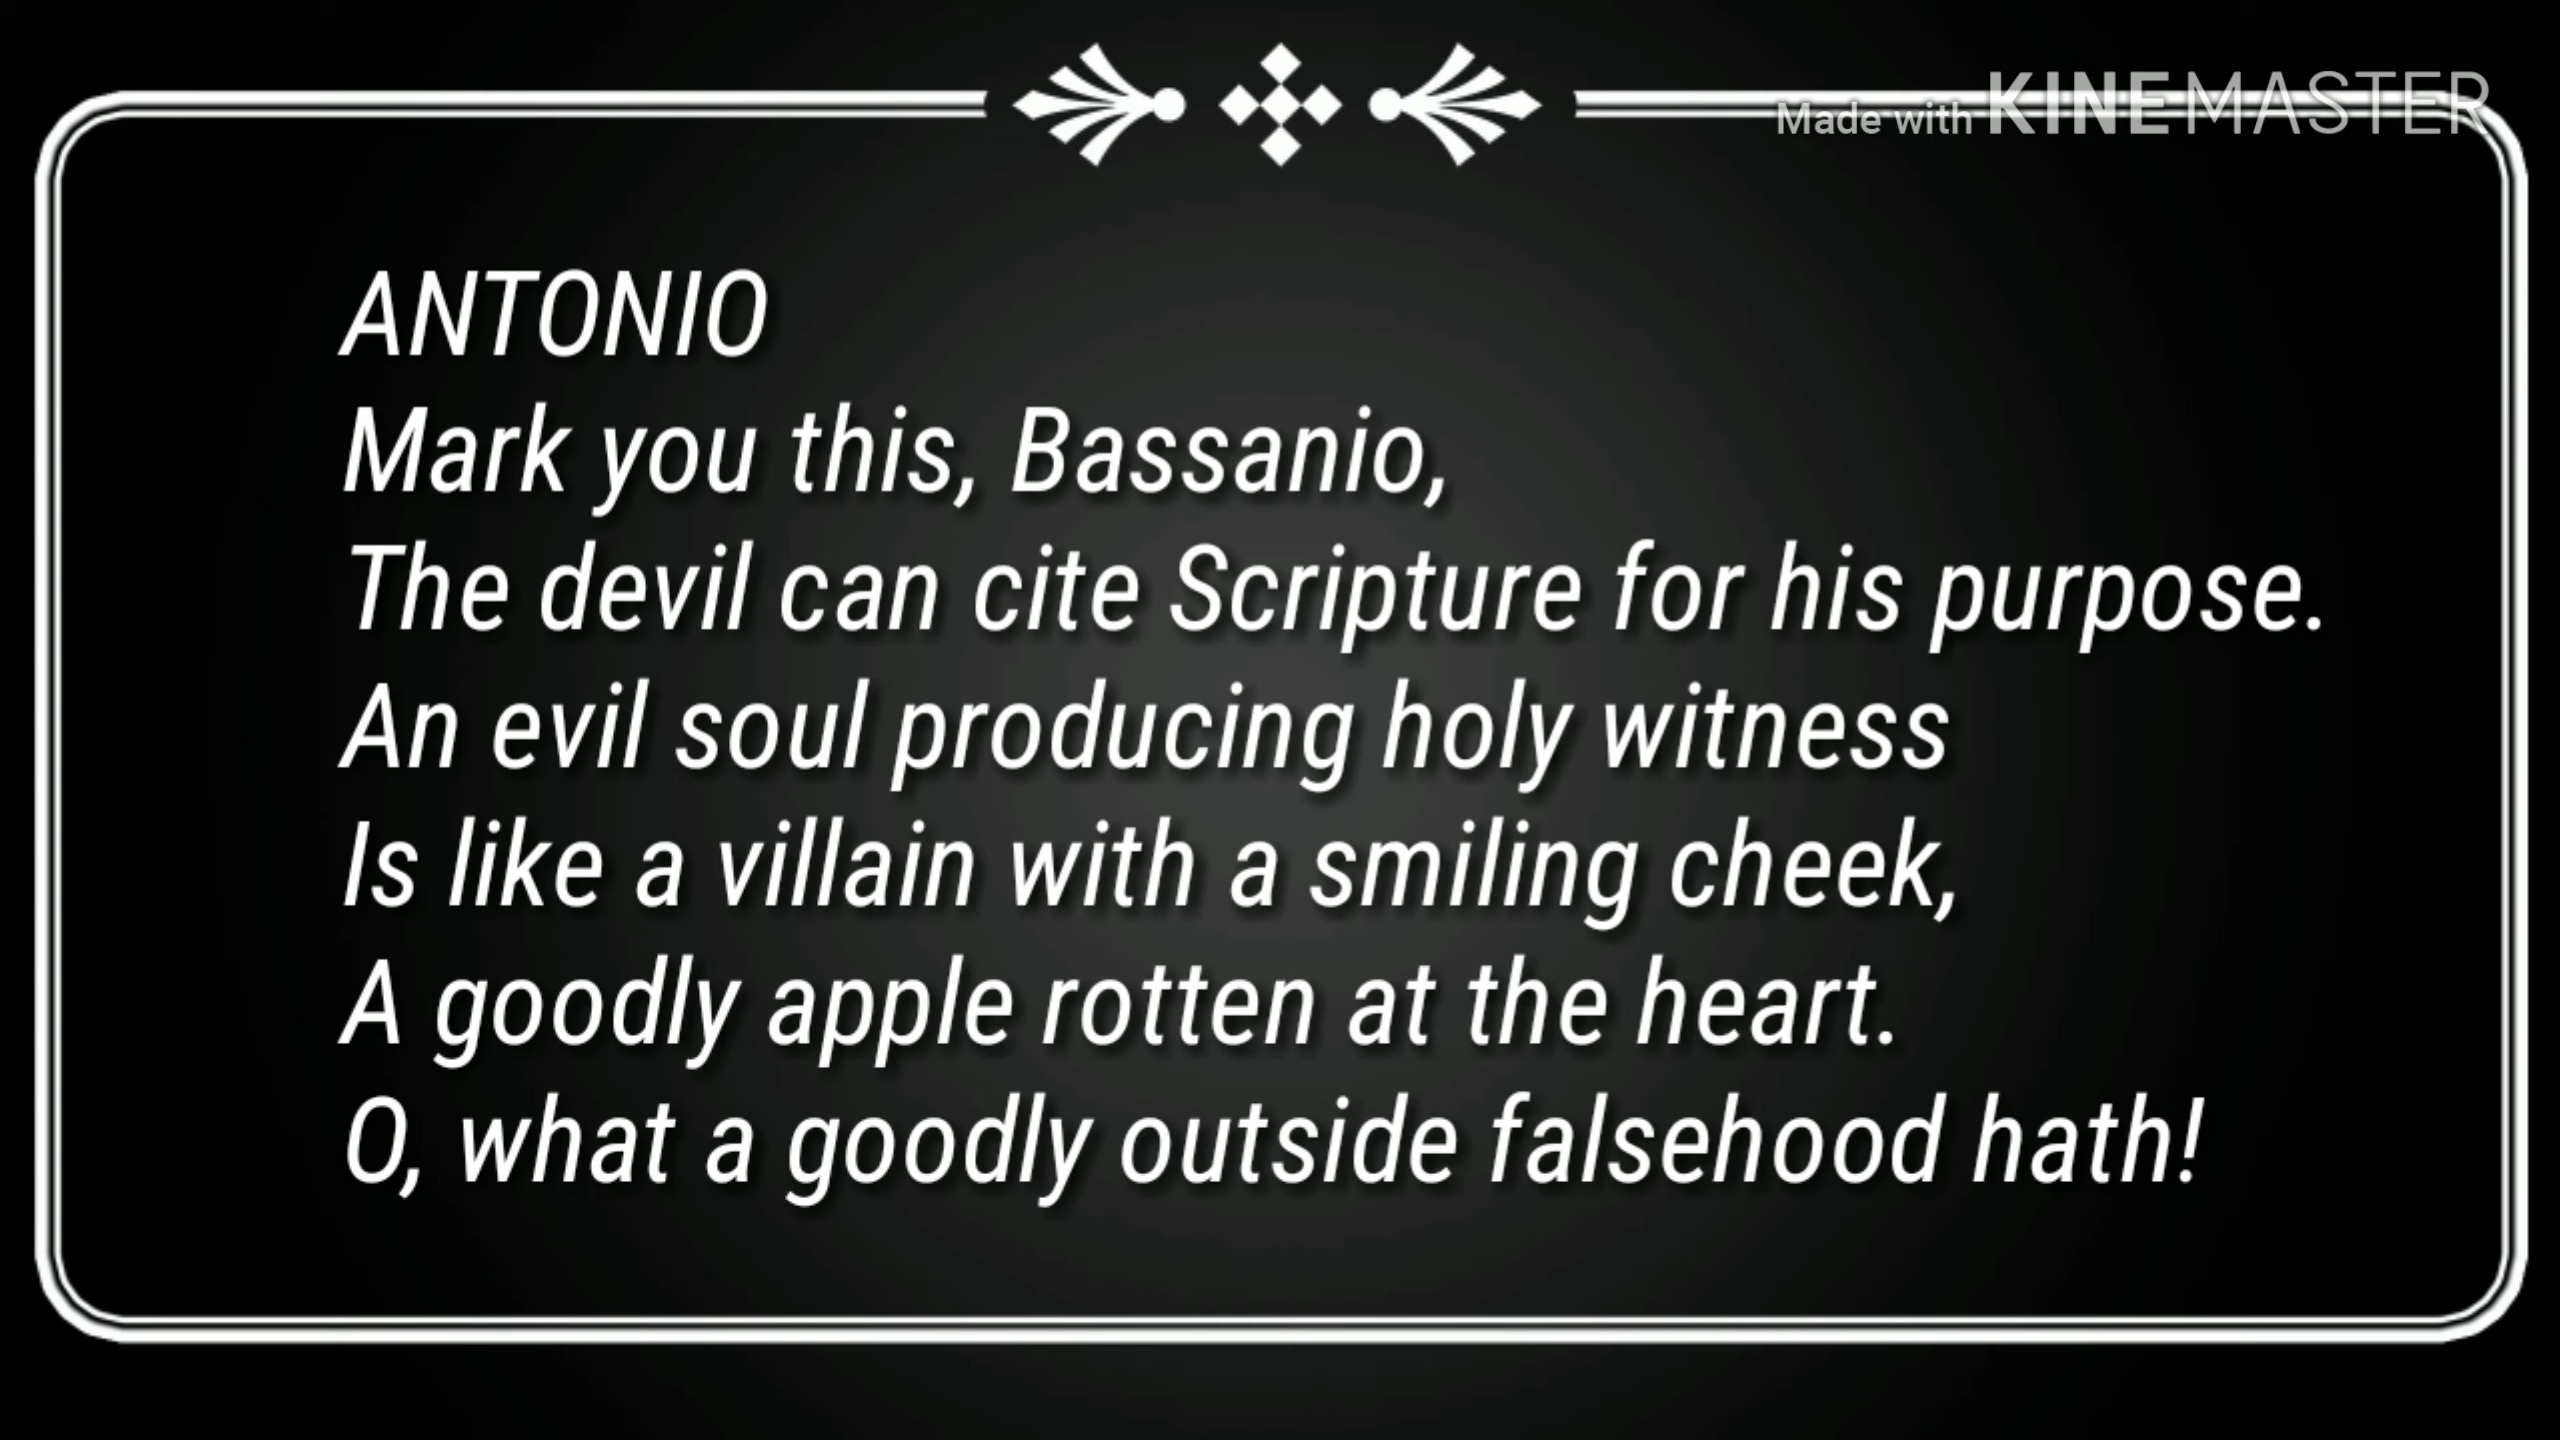 Made with KINEMASTER
ANTONIO
Mark you this, Bassanio,
The devil can cite Scripture for his purpose.
An evil soul producing holy witness
Is like a villain with a smiling cheek,
A goodly apple rotten at the heart.
O, what a goodly outside falsehood hath!